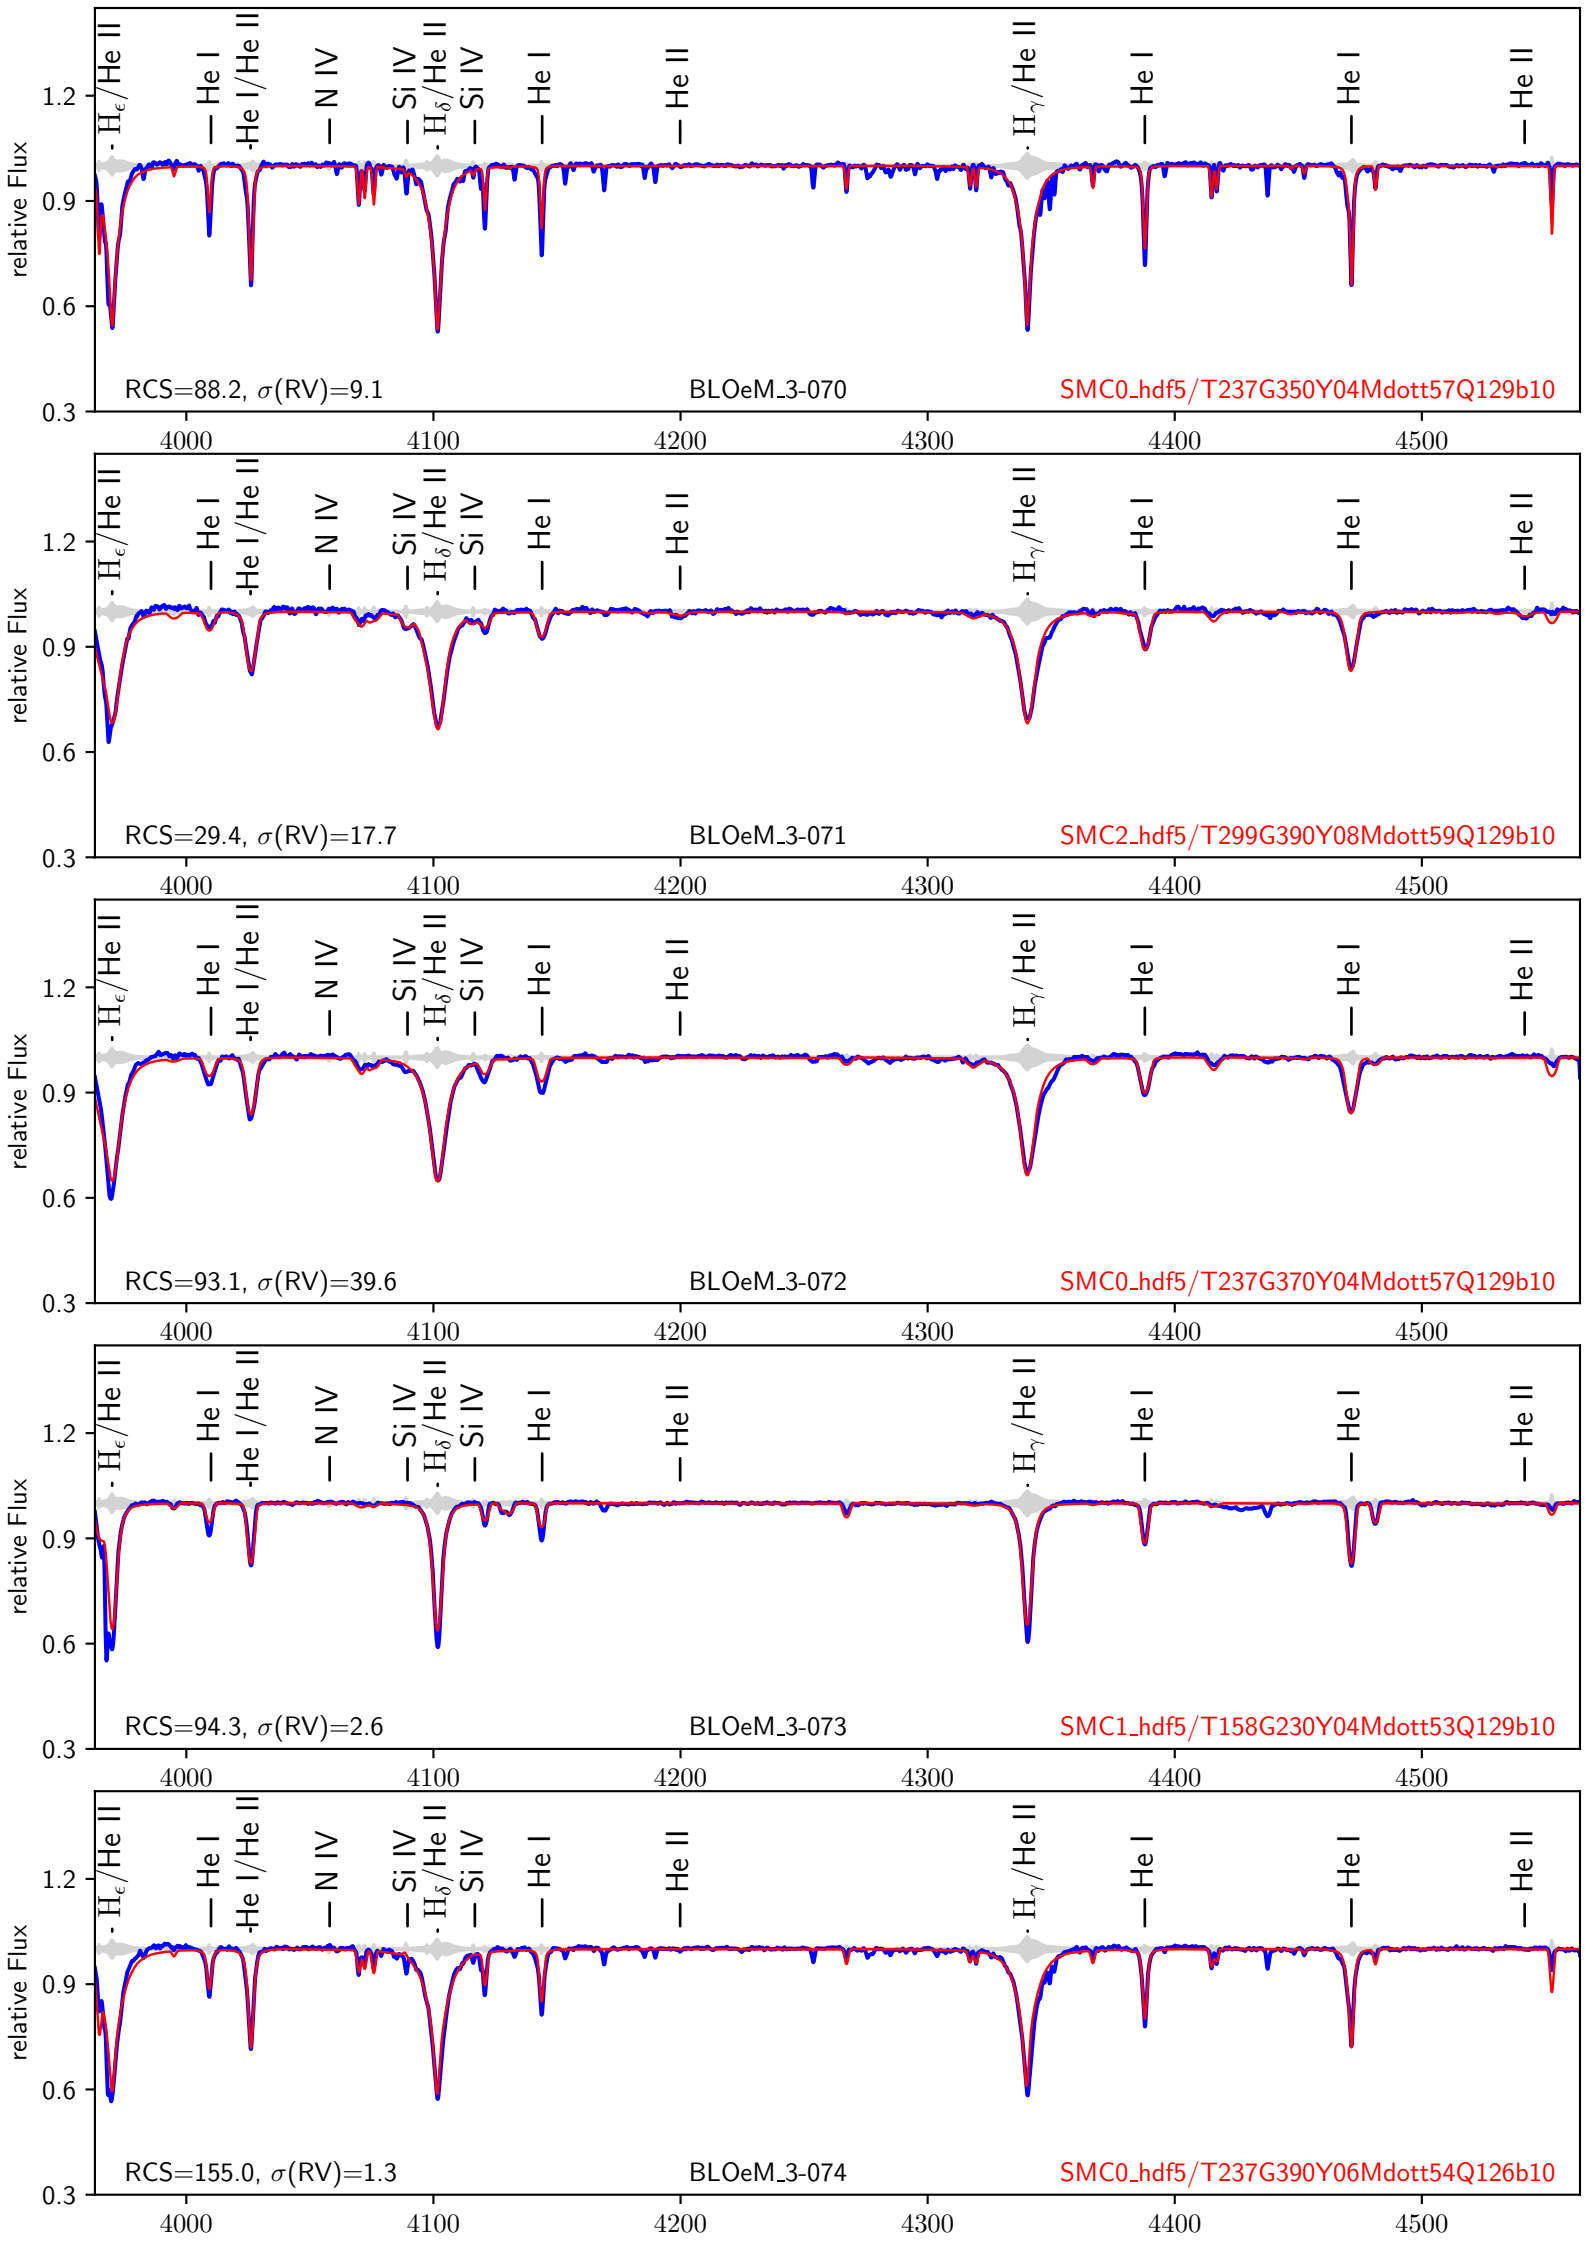 H_ϵ/He II
He I
He I/He II
N IV
Si IV
H_δ/He II
Si IV
He I
He II
H_γ/He II
He I
He I
He II
relative Flux
1.2
0.9
0.6
0.3
RCS=88.2, σ(RV)=9.1
BLOeM_3-070
SMC0_hdf5/T237G350Y04Mdott57Q129b10
4000 4100 4200 4300 4400 4500
H_ϵ/He II
He I
He I/He II
N IV
Si IV
H_δ/He II
Si IV
He I
He II
H_γ/He II
He I
He I
He II
relative Flux
1.2
0.9
0.6
0.3
RCS=29.4, σ(RV)=17.7
BLOeM_3-071
SMC2_hdf5/T299G390Y08Mdott59Q129b10
4000 4100 4200 4300 4400 4500
H_ϵ/He II
He I
He I/He II
N IV
Si IV
H_δ/He II
Si IV
He I
He II
H_γ/He II
He I
He I
He II
relative Flux
1.2
0.9
0.6
0.3
RCS=93.1, σ(RV)=39.6
BLOeM_3-072
SMC0_hdf5/T237G370Y04Mdott57Q129b10
4000 4100 4200 4300 4400 4500
H_ϵ/He II
He I
He I/He II
N IV
Si IV
H_δ/He II
Si IV
He I
He II
H_γ/He II
He I
He I
He II
relative Flux
1.2
0.9
0.6
0.3
RCS=94.3, σ(RV)=2.6
BLOeM_3-073
SMC1_hdf5/T158G230Y04Mdott53Q129b10
4000 4100 4200 4300 4400 4500
H_ϵ/He II
He I
He I/He II
N IV
Si IV
H_δ/He II
Si IV
He I
He II
H_γ/He II
He I
He I
He II
relative Flux
1.2
0.9
0.6
0.3
RCS=155.0, σ(RV)=1.3
BLOeM_3-074
SMC0_hdf5/T237G390Y06Mdott54Q126b10
4000 4100 4200 4300 4400 4500